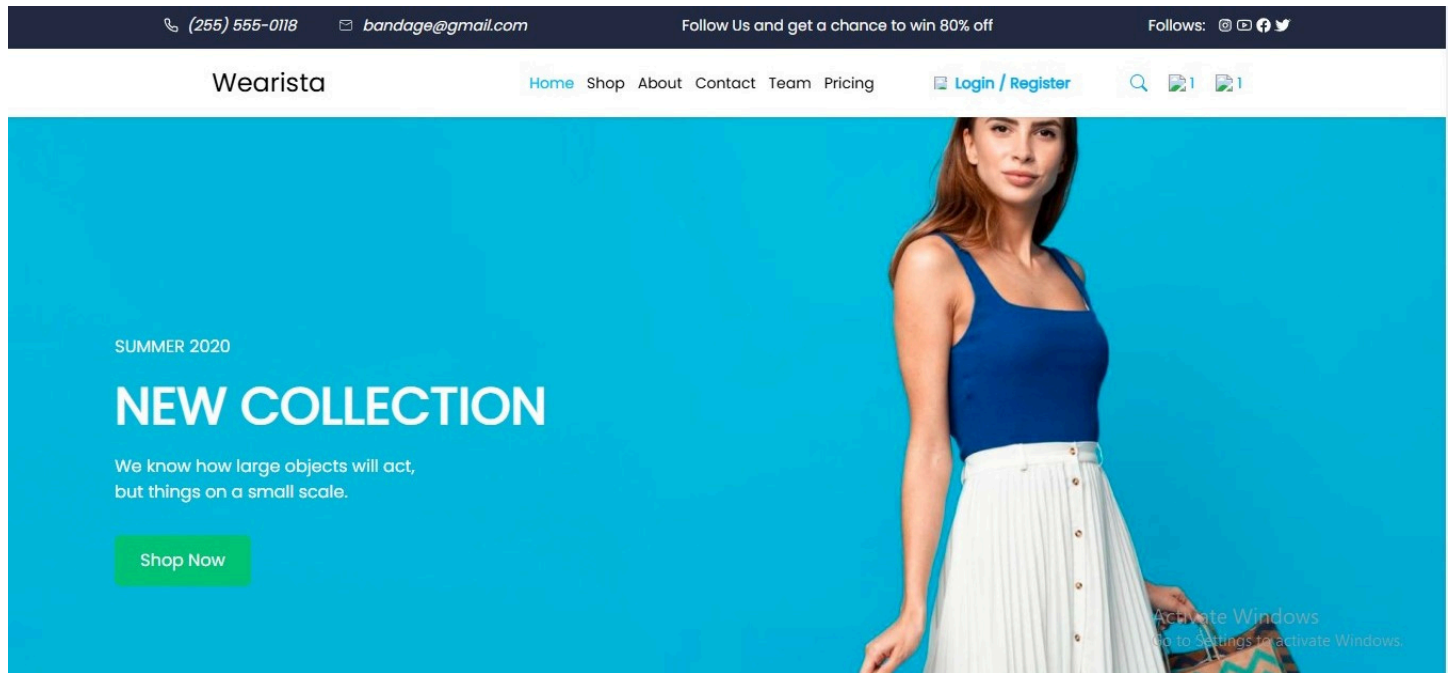 (255) 555-0118 bandage@gmail.com Follow Us and get a chance to win 80% off Follows:
Wearista Home Shop About Contact Team Pricing Login / Register 1 1
SUMMER 2020
NEW COLLECTION
We know how large objects will act,
but things on a small scale.
Shop Now
Activate Windows
Go to Settings to activate Windows.